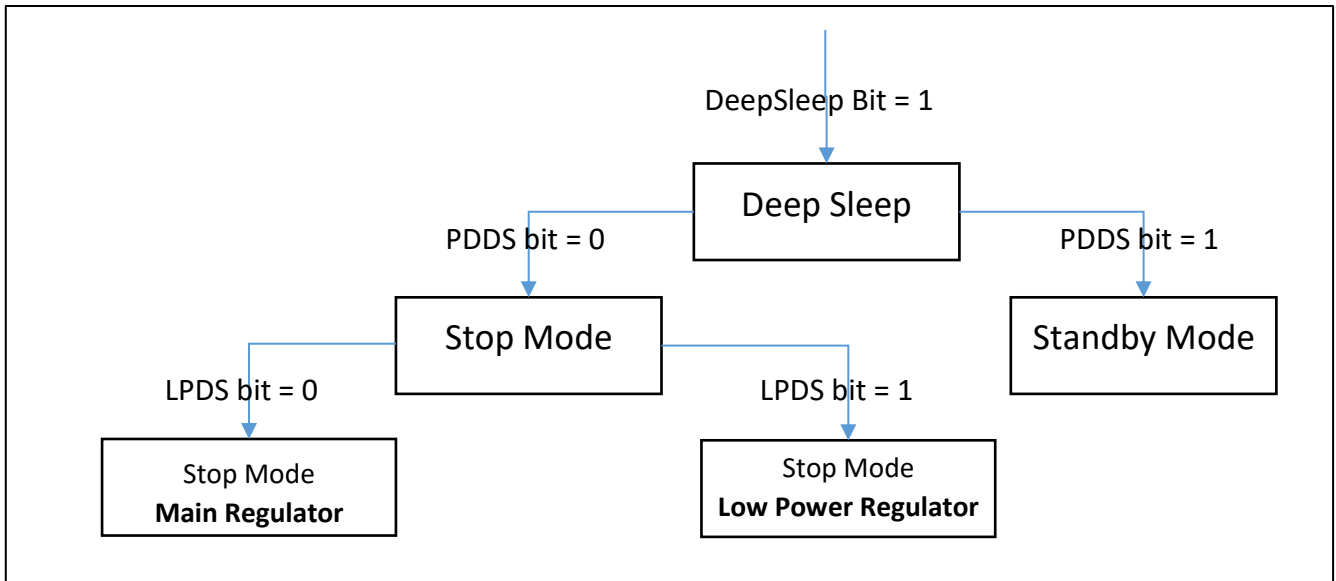 DeepSleep Bit = 1
Deep Sleep
PDDS bit = 0
PDDS bit = 1
Stop Mode
Standby Mode
LPDS bit = 0
LPDS bit = 1
Stop Mode
Main Regulator
Stop Mode
Low Power Regulator